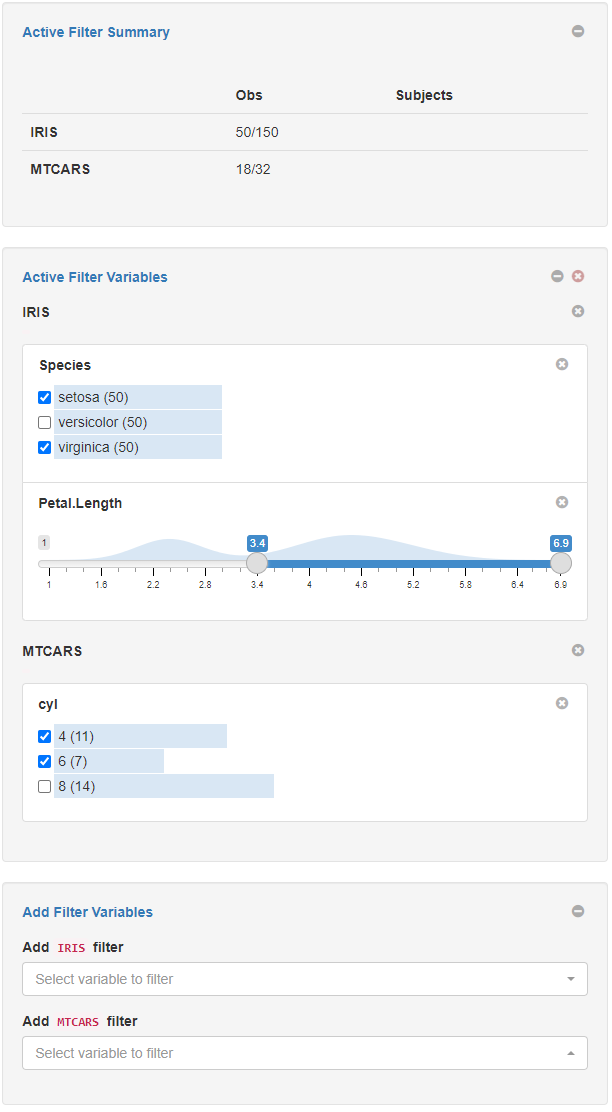 Active Filter Summary
Obs Subjects
IRIS 50/150
MTCARS 18/32
Active Filter Variables
IRIS
Species
setosa (50)
versicolor (50)
virginica (50)
Petal.Length
1 3.4 6.9
1 1.6 2.2 2.8 3.4 4 4.6 5.2 5.8 6.4 6.9
MTCARS
cyl
4 (11)
6 (7)
8 (14)
Add Filter Variables
Add IRIS filter
Select variable to filter
Add MTCARS filter
Select variable to filter